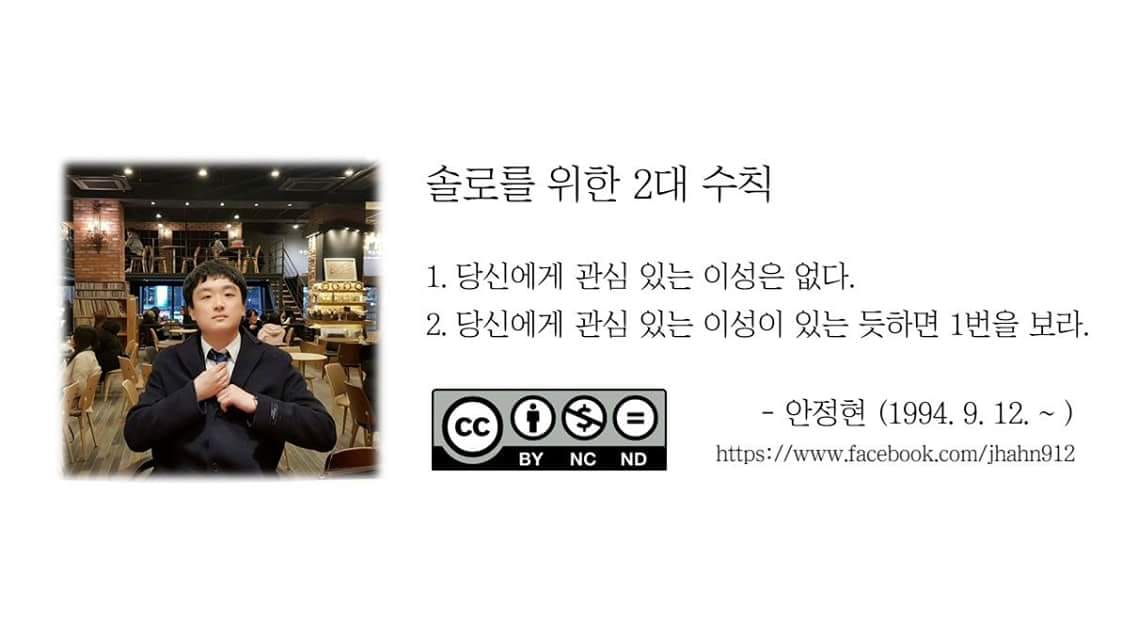 솔로를 위한 2대 수칙
1. 당신에게 관심 있는 이성은 없다.
2. 당신에게 관심 있는 이성이 있는 듯하면 1번을 보라.
- 안정현 (1994. 9. 12. ~ )
https://www.facebook.com/jhahn912
cc
BY NC ND